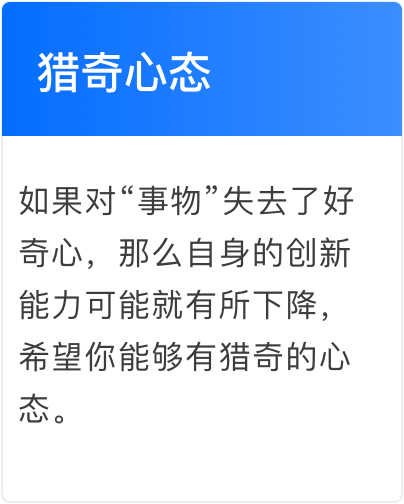 猎奇心态
如果对“事物”失去了好
奇心，那么自身的创新
能力可能就有所下降，
希望你能够有猎奇的心
态。